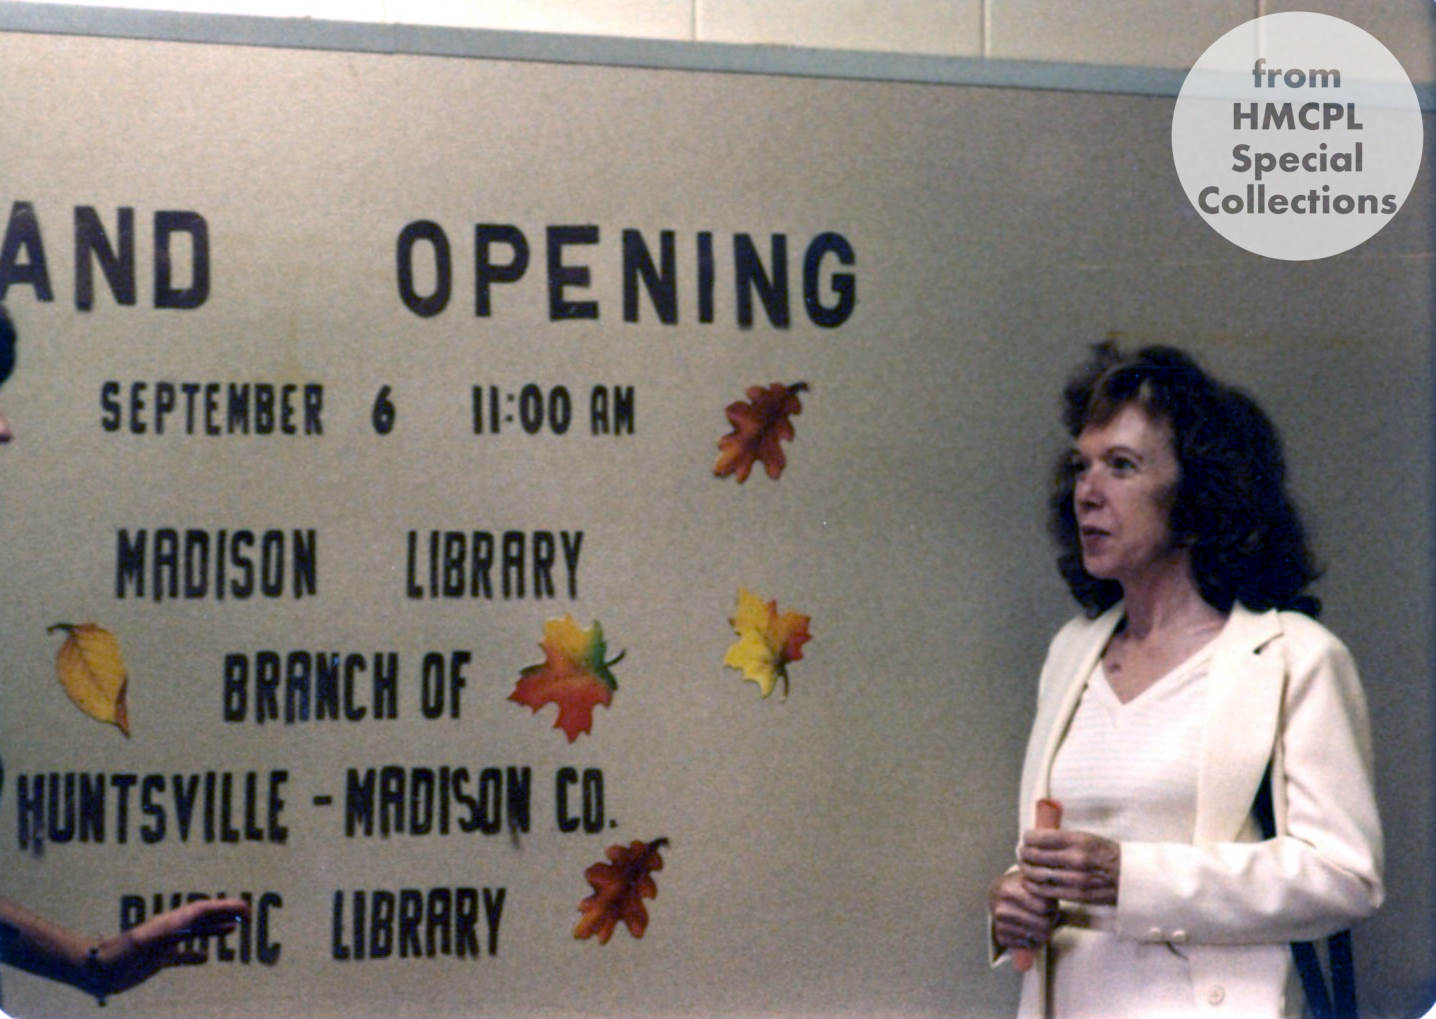 from
HMCPL
Special
Collections
AND OPENING
SEPTEMBER 6 11:00 AM
MADISON LIBRARY
BRANCH OF
HUNTSVILLE - MADISON CO.
PUBLIC LIBRARY